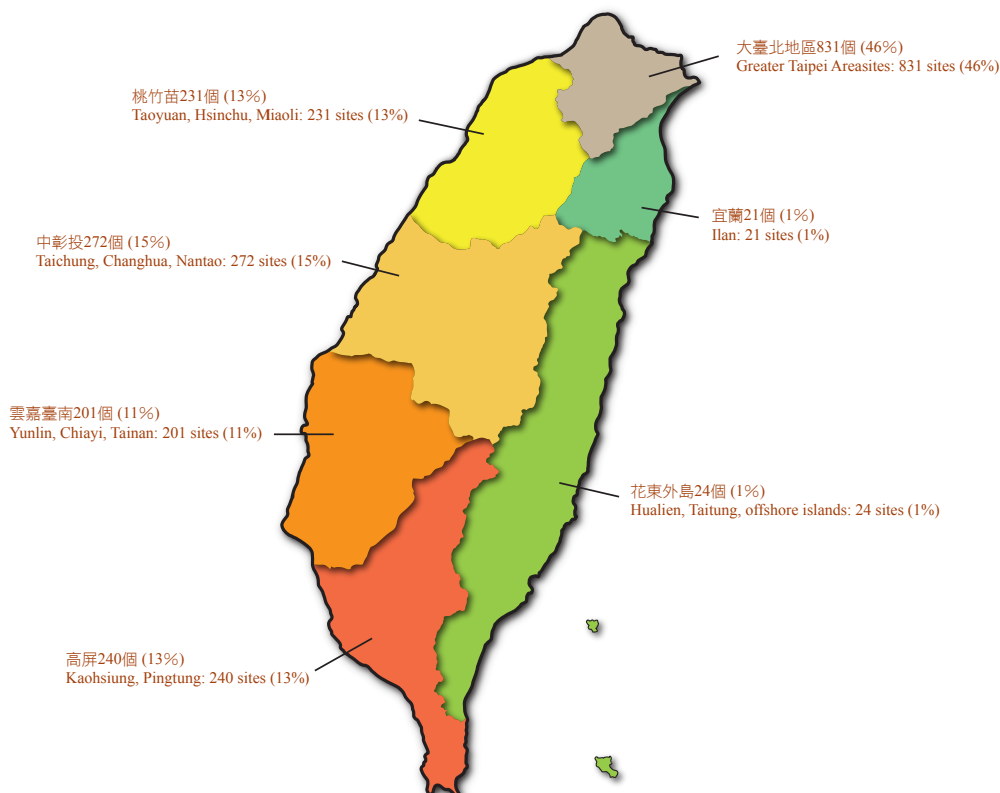 大臺北地區831個 (46%)
Greater Taipei Areasites: 831 sites (46%)
桃竹苗231個 (13%)
Taoyuan, Hsinchu, Miaoli: 231 sites (13%)
宜蘭21個 (1%)
Ilan: 21 sites (1%)
中彰投272個 (15%)
Taichung, Changhua, Nantao: 272 sites (15%)
雲嘉臺南201個 (11%)
Yunlin, Chiayi, Tainan: 201 sites (11%)
花東外島24個 (1%)
Hualien, Taitung, offshore islands: 24 sites (1%)
高屏240個 (13%)
Kaohsiung, Pingtung: 240 sites (13%)